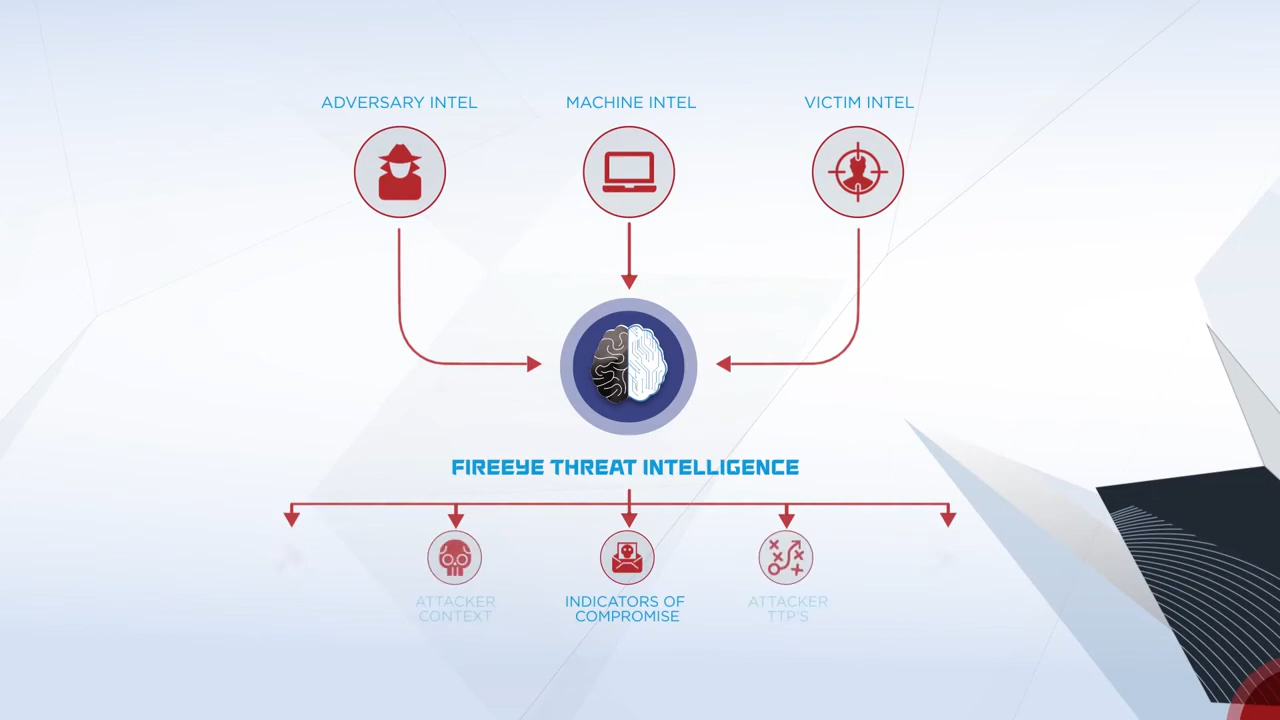 ADVERSARY INTEL
MACHINE INTEL
VICTIM INTEL
FIREEYE THREAT INTELLIGENCE
ATTACKER
CONTEXT
INDICATORS OF
COMPROMISE
ATTACKER
TTP'S